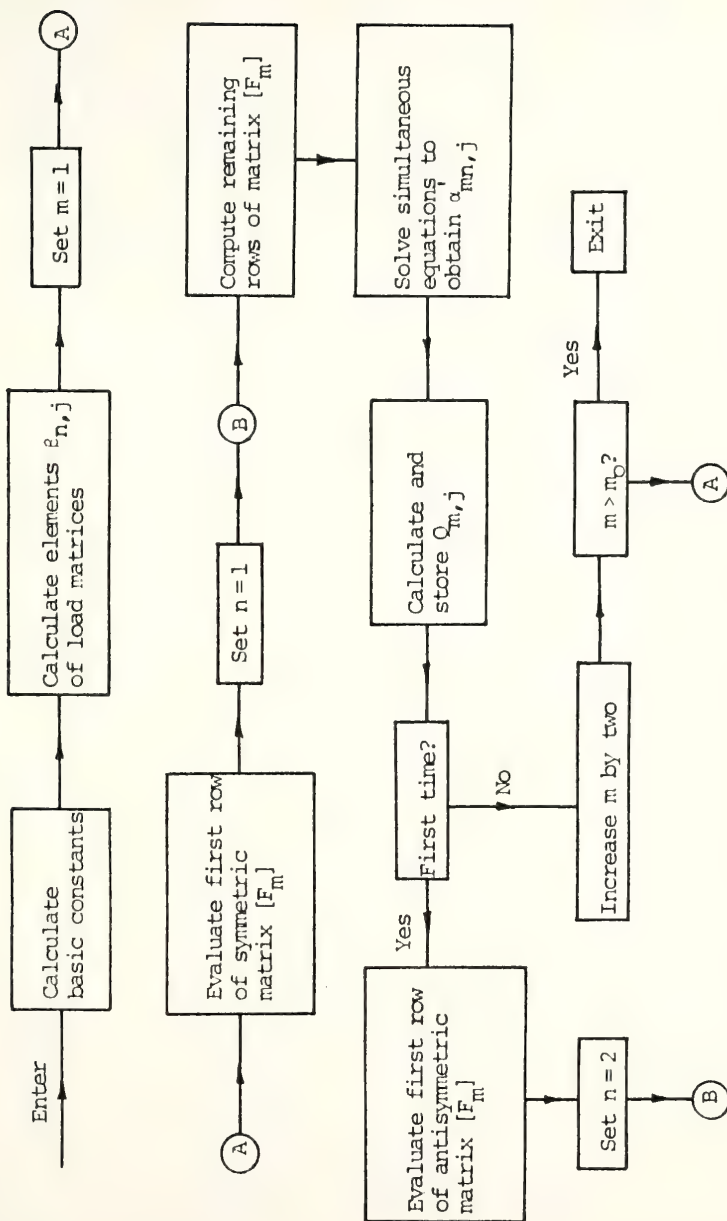 Enter
Calculate
basic constants
Calculate elements βn,j
of load matrices
Set m = 1
A
A
Evaluate first row
of symmetric
matrix [Fm]
Set n = 1
B
Compute remaining
rows of matrix [Fm]
Solve simultaneous
equations to
obtain αmn,j
Calculate and
store Qm,j
First time?
Yes
No
Evaluate first row
of antisymmetric
matrix [Fm]
Set n = 2
B
Increase m by two
m > mo?
Yes
Exit
A